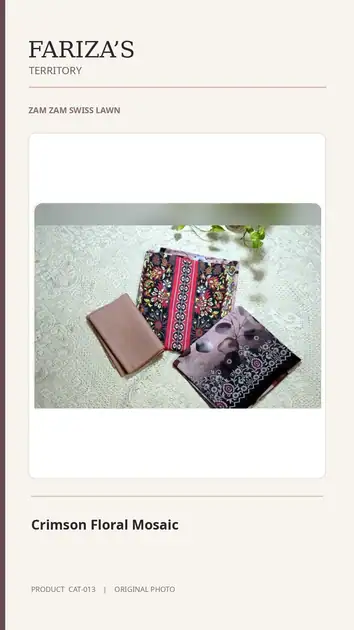 FARIZA’S
TERRITORY
ZAM ZAM SWISS LAWN
Crimson Floral Mosaic
PRODUCT CAT-013 | ORIGINAL PHOTO